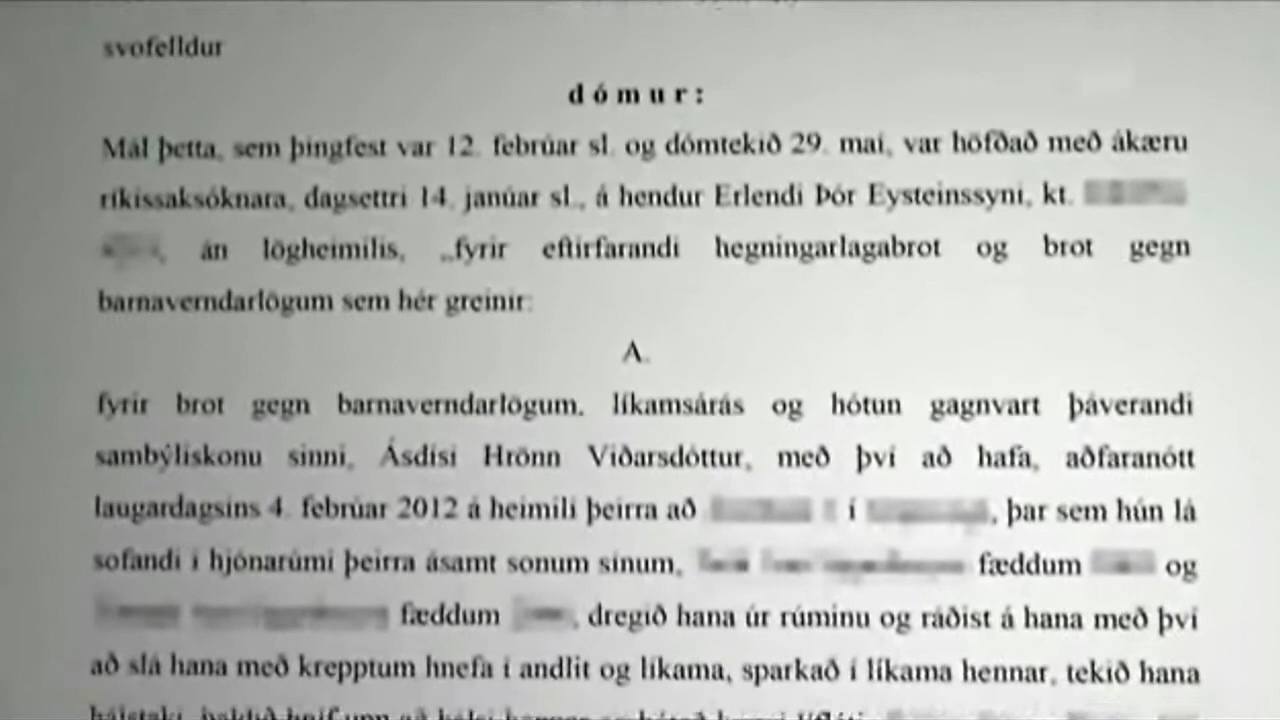 svofelldur
dómur:
Mál þetta, sem þingfest var 12. febrúar sl. og dómtekið 29. maí, var höfðað með ákæru
ríkissaksóknara, dagsettri 14. janúar sl., á hendur Erlendi Þór Eysteinssyni, kt.
án lögheimilis, „fyrir eftirfarandi hegningarlagabrot og brot gegn
barnaverndarlögum sem hér greinir:
A.
fyrir brot gegn barnaverndarlögum, líkamsárás og hótun gagnvart þáverandi
sambýliskonu sinni, Ásdísi Hrönn Viðarsdóttur, með því að hafa, aðfaranótt
laugardagsins 4. febrúar 2012 á heimili þeirra að í , þar sem hún lá
sofandi í hjónarúmi þeirra ásamt sonum sínum, fæddum og
fæddum , dregið hana úr rúminu og ráðist á hana með því
að slá hana með krepptum hnefa í andlit og líkama, sparkað í líkama hennar, tekið hana